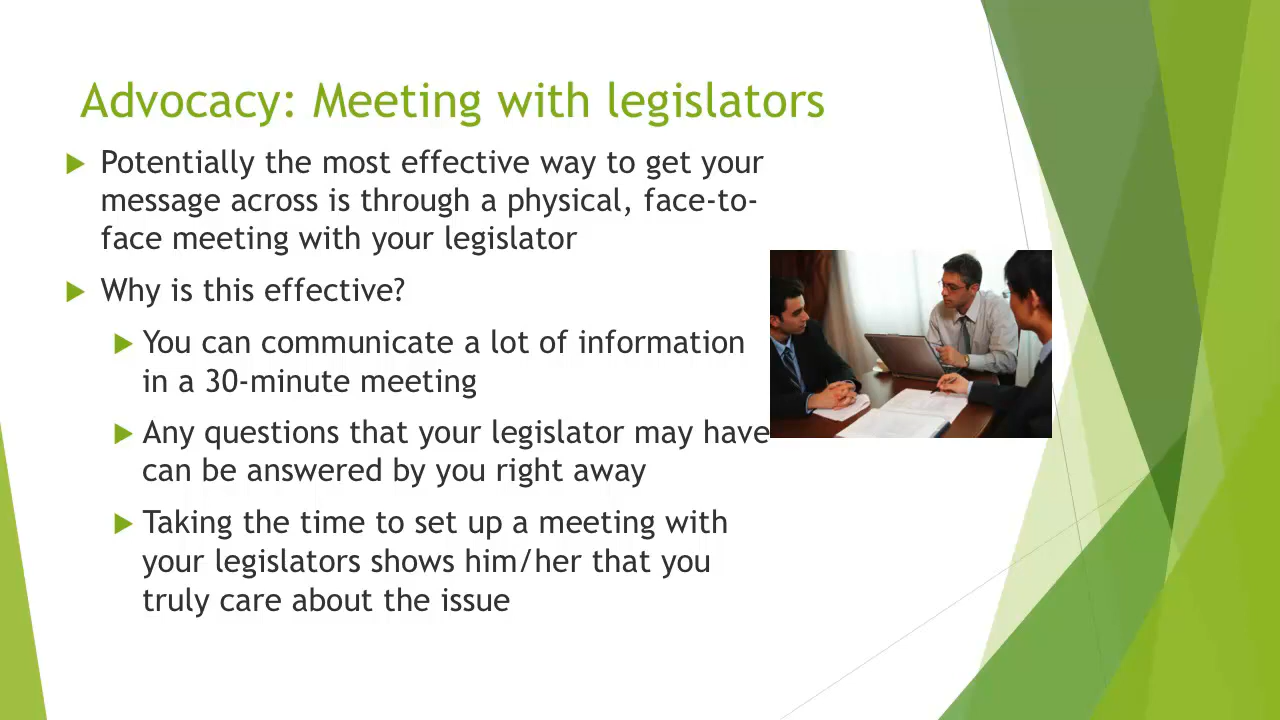 Advocacy: Meeting with legislators
Potentially the most effective way to get your
message across is through a physical, face-to-
face meeting with your legislator
Why is this effective?
You can communicate a lot of information
in a 30-minute meeting
Any questions that your legislator may have
can be answered by you right away
Taking the time to set up a meeting with
your legislators shows him/her that you
truly care about the issue